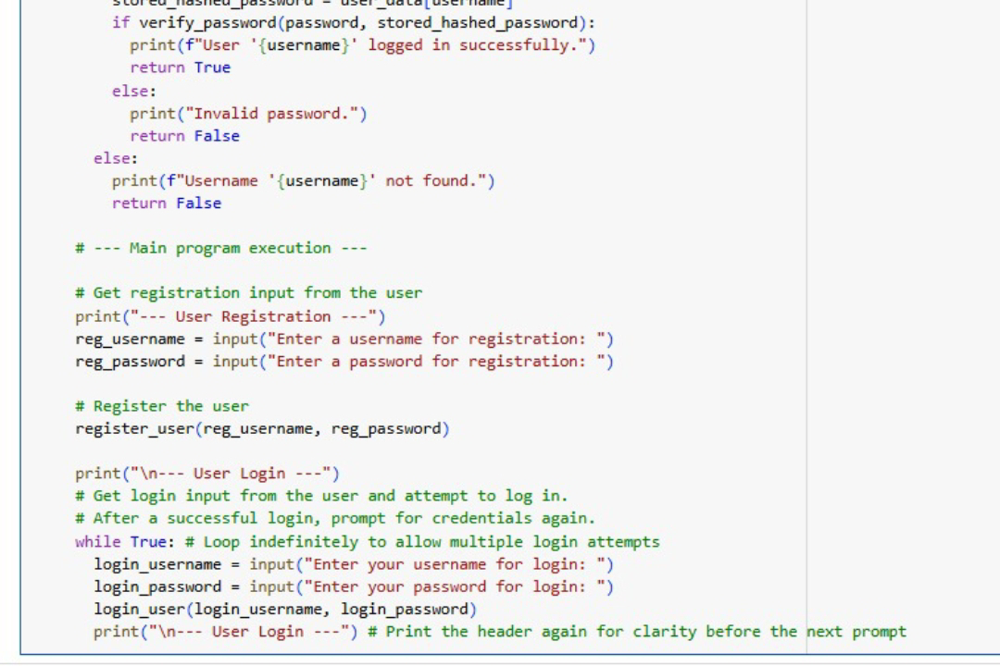 stored_hashed_password = user_data[username]
if verify_password(password, stored_hashed_password):
print(f"User '{username}' logged in successfully.")
return True
else:
print("Invalid password.")
return False
else:
print(f"Username '{username}' not found.")
return False
# --- Main program execution ---
# Get registration input from the user
print("--- User Registration ---")
reg_username = input("Enter a username for registration: ")
reg_password = input("Enter a password for registration: ")
# Register the user
register_user(reg_username, reg_password)
print("\n--- User Login ---")
# Get login input from the user and attempt to log in.
# After a successful login, prompt for credentials again.
while True: # Loop indefinitely to allow multiple login attempts
login_username = input("Enter your username for login: ")
login_password = input("Enter your password for login: ")
login_user(login_username, login_password)
print("\n--- User Login ---") # Print the header again for clarity before the next prompt